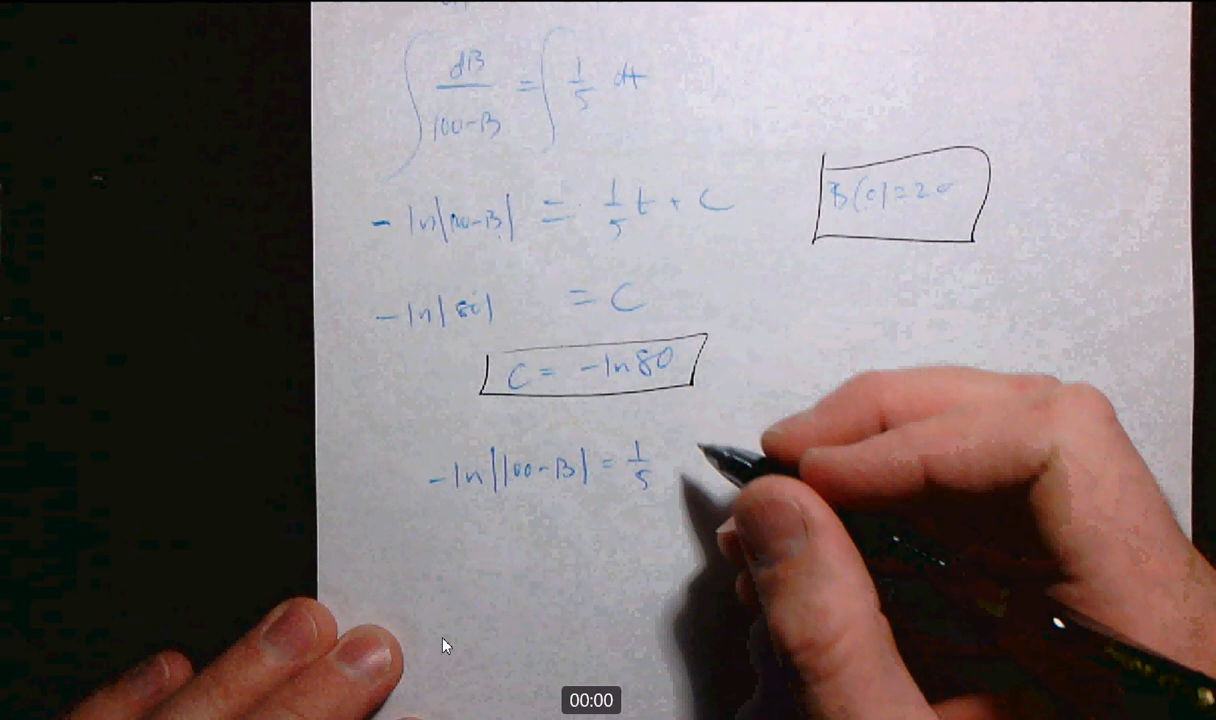 ∫ dB/(100-B) = ∫ 1/5 dt
-ln|100-B| = 1/5 t + C
B(0)=20
-ln|80| = C
C = -ln80
-ln|100-B| = 1/5
00:00